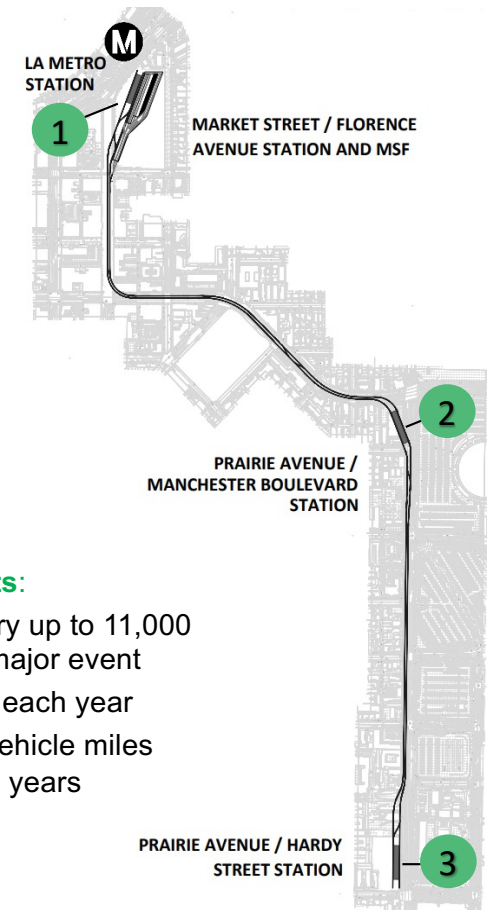 M
LA METRO
STATION
1
MARKET STREET / FLORENCE
AVENUE STATION AND MSF
2
PRAIRIE AVENUE /
MANCHESTER BOULEVARD
STATION
ts:
ry up to 11,000
major event
each year
ehicle miles
years
PRAIRIE AVENUE / HARDY
STREET STATION
3